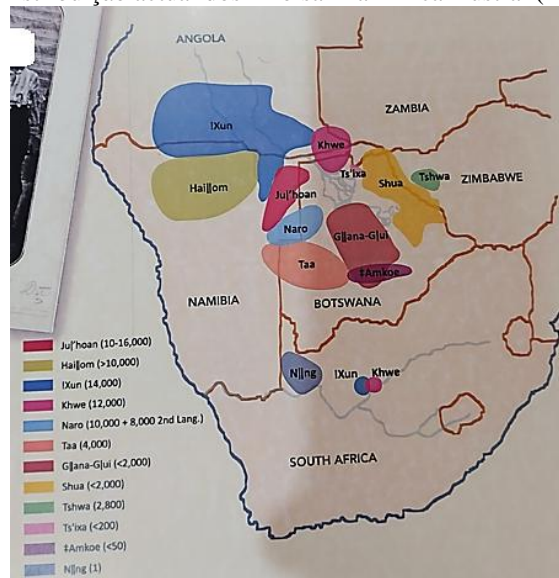 ANGOLA
ZAMBIA
!Xun
Khwe
Ts'ixa
Shua
Tshwa
ZIMBABWE
Hai‖om
Ju|'hoan
Naro
G‖ana-G|ui
Taa
ǂAmkoe
NAMIBIA
BOTSWANA
N‖ng
!Xun
Khwe
SOUTH AFRICA
Ju|'hoan (10-16,000)
Hai‖om (>10,000)
!Xun (14,000)
Khwe (12,000)
Naro (10,000 + 8,000 2nd Lang.)
Taa (4,000)
G‖ana-G|ui (<2,000)
Shua (<2,000)
Tshwa (2,800)
Ts'ixa (<200)
ǂAmkoe (<50)
N‖ng (1)